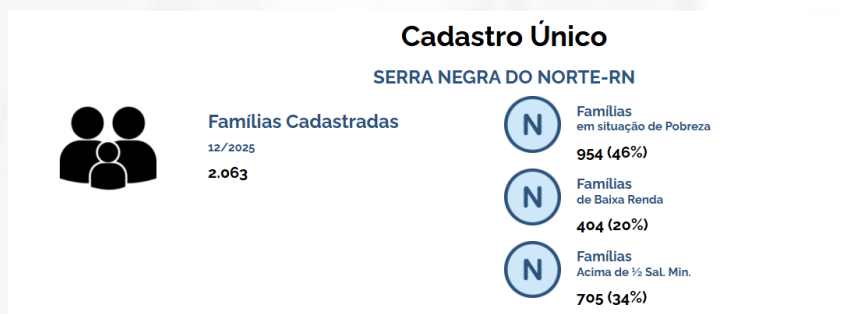 Cadastro Único
SERRA NEGRA DO NORTE-RN
Famílias Cadastradas
12/2025
2.063
N
Famílias
em situação de Pobreza
954 (46%)
N
Famílias
de Baixa Renda
404 (20%)
N
Famílias
Acima de ½ Sal. Min.
705 (34%)